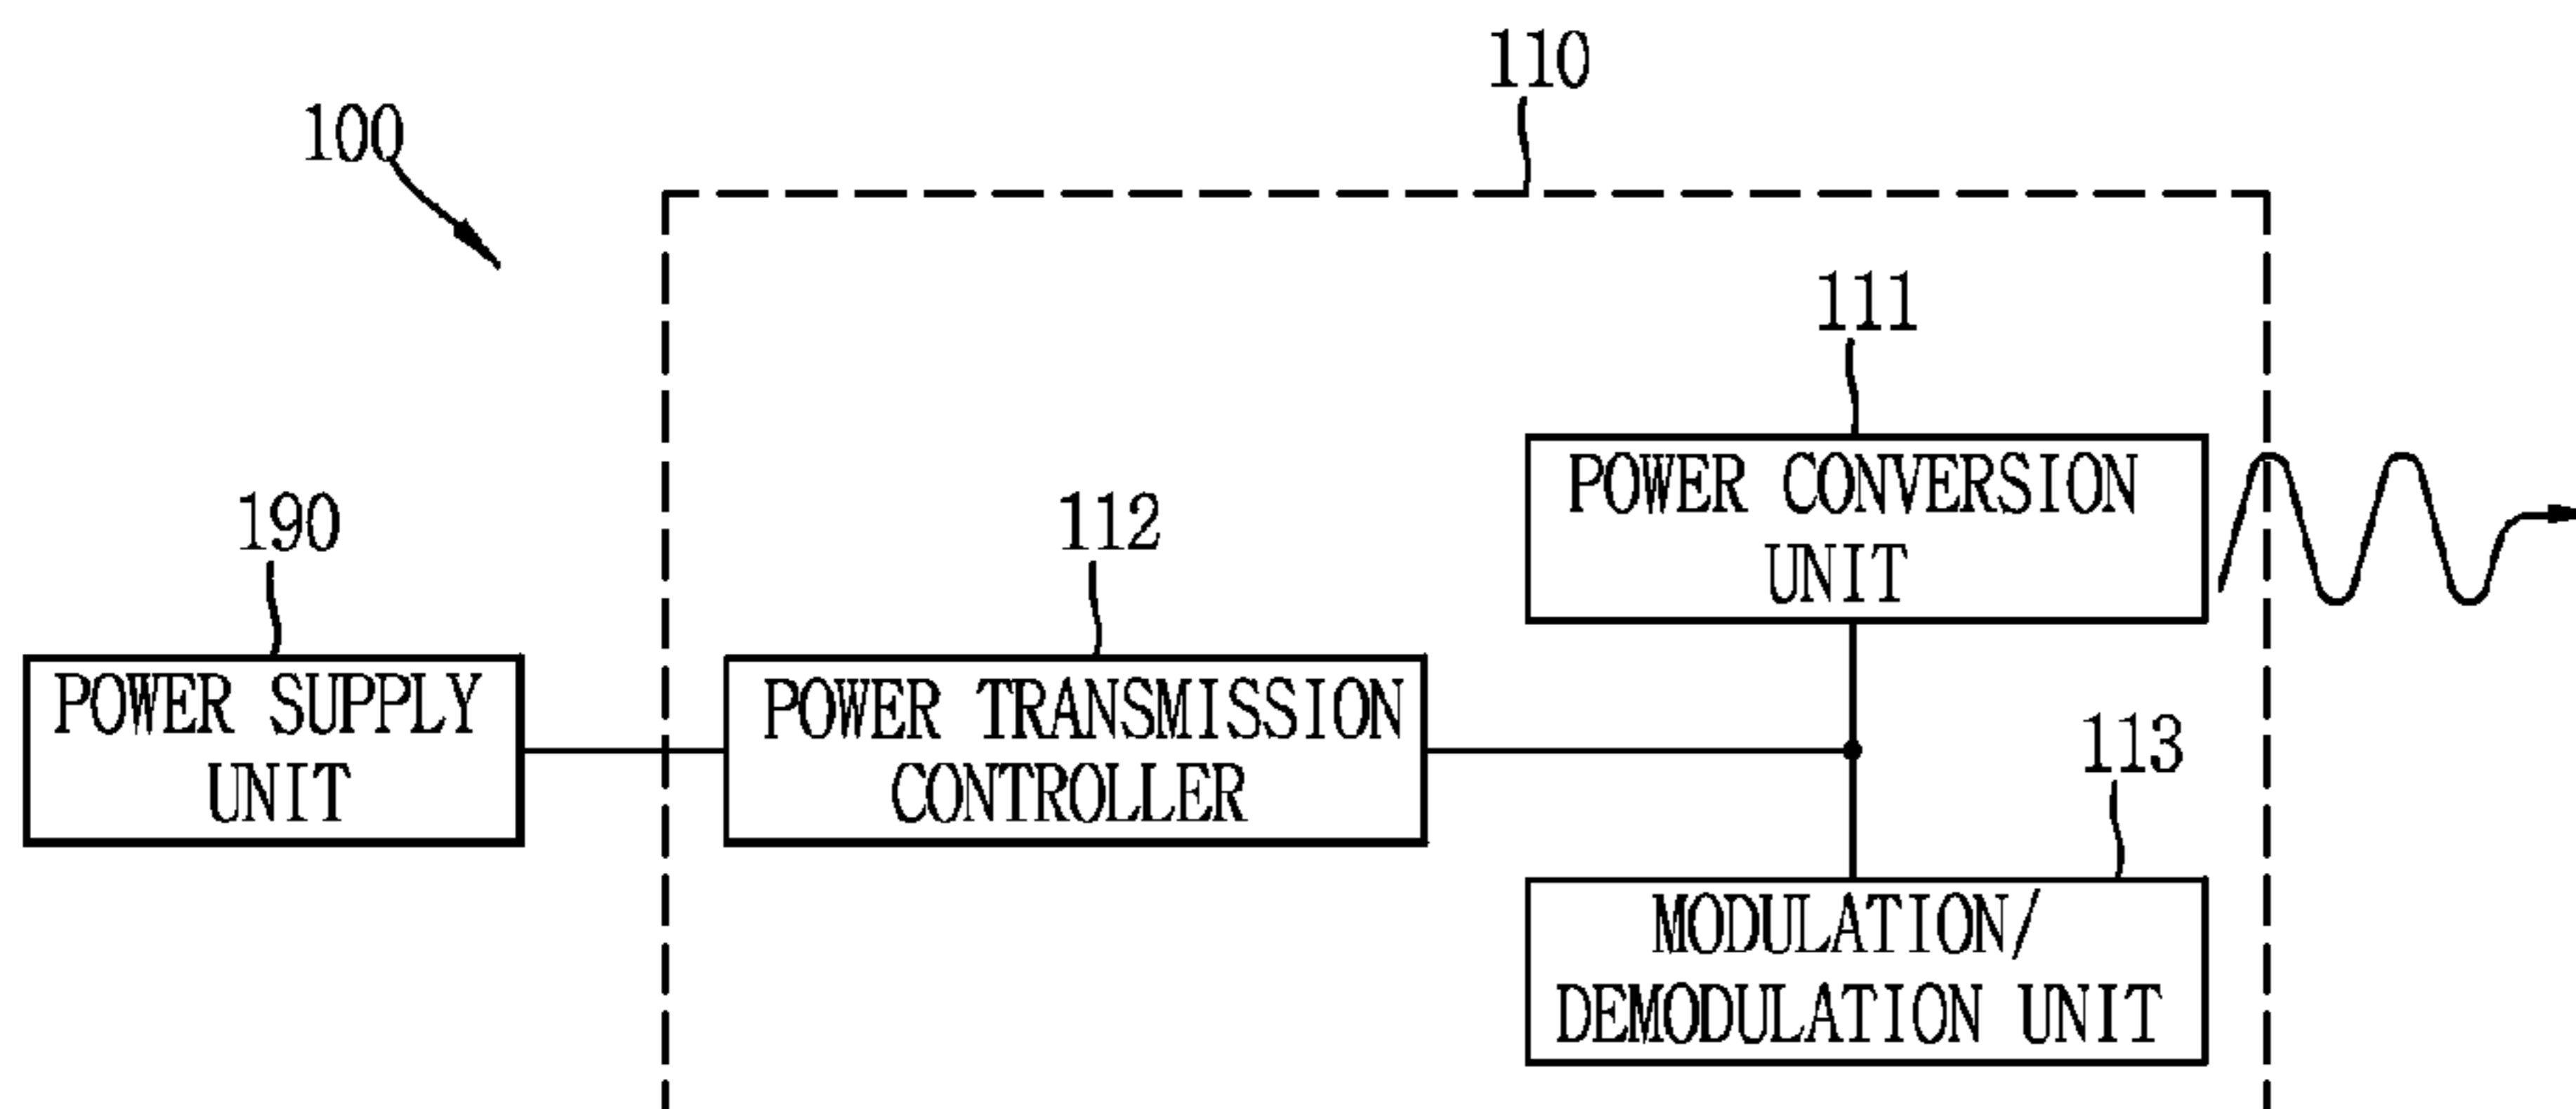 110
100
111
POWER CONVERSION
UNIT
190
112
POWER SUPPLY
UNIT
POWER TRANSMISSION
CONTROLLER
113
MODULATION/
DEMODULATION UNIT